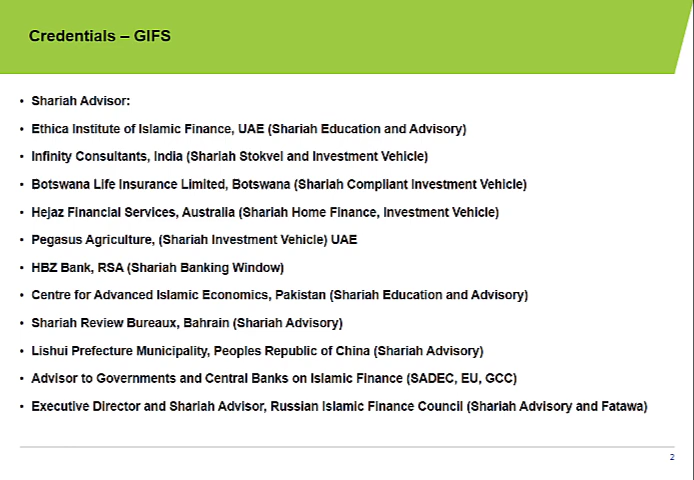 Credentials – GIFS
• Shariah Advisor:
• Ethica Institute of Islamic Finance, UAE (Shariah Education and Advisory)
• Infinity Consultants, India (Shariah Stokvel and Investment Vehicle)
• Botswana Life Insurance Limited, Botswana (Shariah Compliant Investment Vehicle)
• Hejaz Financial Services, Australia (Shariah Home Finance, Investment Vehicle)
• Pegasus Agriculture, (Shariah Investment Vehicle) UAE
• HBZ Bank, RSA (Shariah Banking Window)
• Centre for Advanced Islamic Economics, Pakistan (Shariah Education and Advisory)
• Shariah Review Bureaux, Bahrain (Shariah Advisory)
• Lishui Prefecture Municipality, Peoples Republic of China (Shariah Advisory)
• Advisor to Governments and Central Banks on Islamic Finance (SADEC, EU, GCC)
• Executive Director and Shariah Advisor, Russian Islamic Finance Council (Shariah Advisory and Fatawa)
2